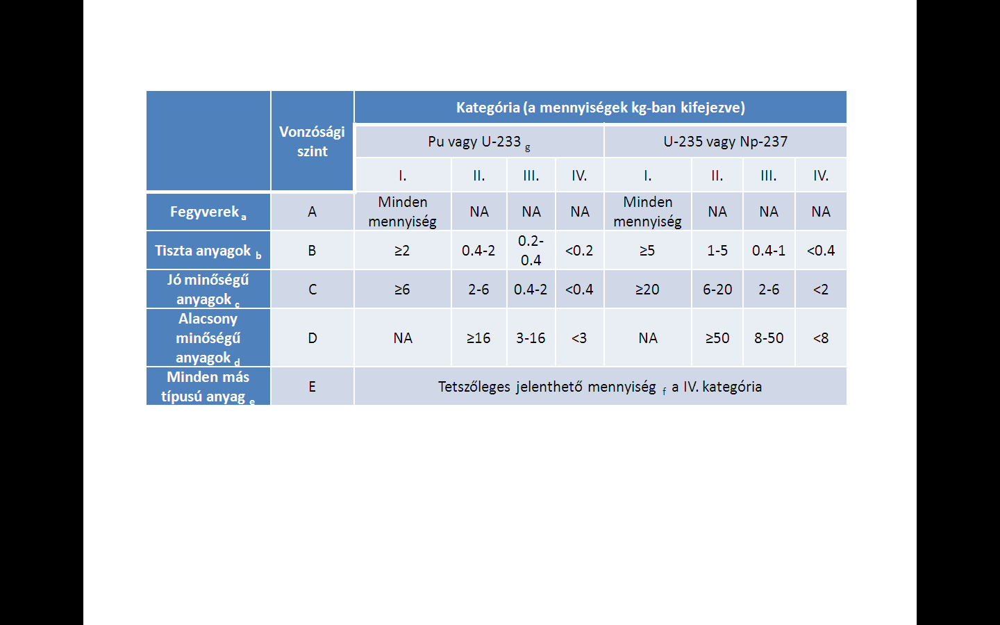 Kategória (a mennyiségek kg-ban kifejezve)
Vonzósági
szint
Pu vagy U-233 g
U-235 vagy Np-237
I. II. III. IV. I. II. III. IV.
Fegyverek a A Minden mennyiség NA NA NA Minden mennyiség NA NA NA
Tiszta anyagok b B ≥2 0.4-2 0.2-0.4 <0.2 ≥5 1-5 0.4-1 <0.4
Jó minőségű
anyagok c C ≥6 2-6 0.4-2 <0.4 ≥20 6-20 2-6 <2
Alacsony
minőségű
anyagok d D NA ≥16 3-16 <3 NA ≥50 8-50 <8
Minden más
típusú anyag e E Tetszőleges jelenthető mennyiség f a IV. kategória